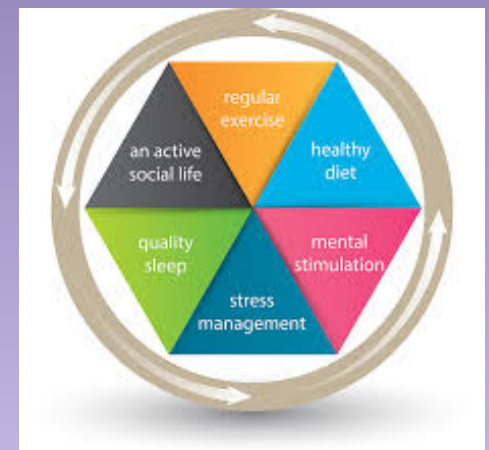 regular
exercise
an active
social life
healthy
diet
quality
sleep
mental
stimulation
stress
management